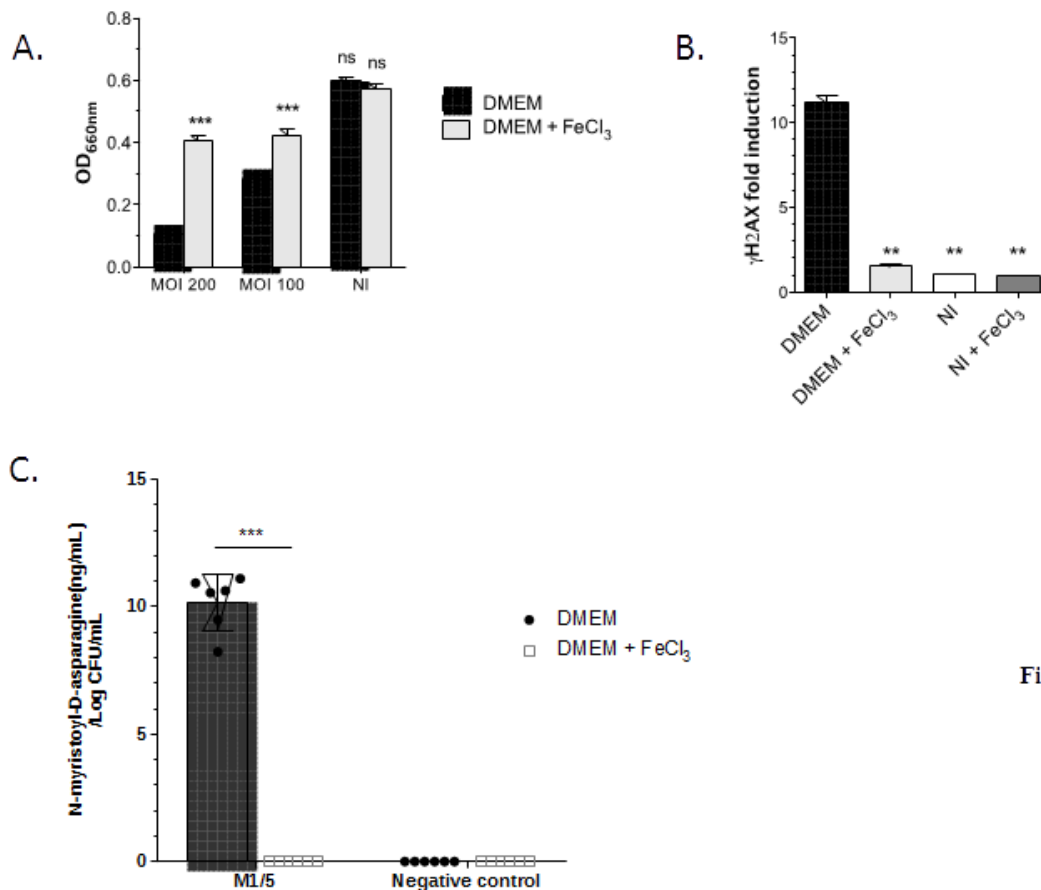 A.
0.8
0.6
0.4
0.2
0.0
OD660nm
***
***
ns ns
MOI 200 MOI 100 NI
DMEM
DMEM + FeCl3
B.
15
10
5
0
γH2AX fold induction
** ** **
DMEM
DMEM + FeCl3
NI
NI + FeCl3
C.
15
10
5
0
N-myristoyl-D-asparagine(ng/mL)
/Log CFU/mL
***
M1/5 Negative control
DMEM
DMEM + FeCl3
Fi